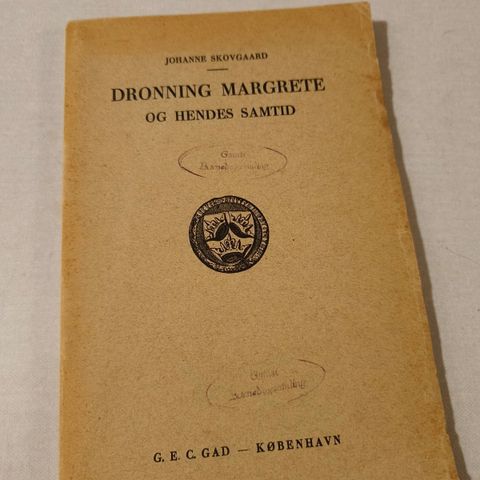 JOHANNE SKOVGAARD
DRONNING MARGRETE
OG HENDES SAMTID
G. E. C. GAD — KØBENHAVN